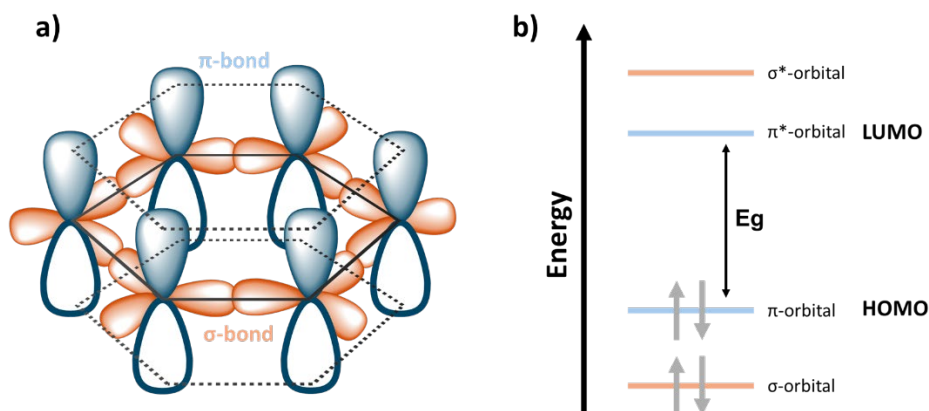 a)
π-bond
σ-bond
b)
Energy
σ*-orbital
π*-orbital LUMO
Eg
π-orbital HOMO
σ-orbital